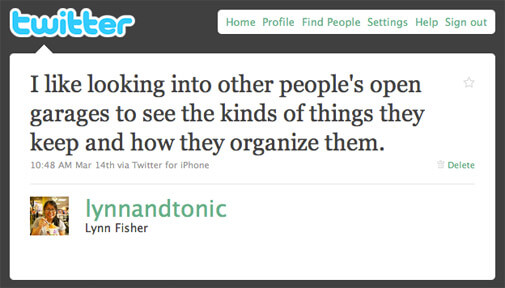 twitter
Home Profile Find People Settings Help Sign out
I like looking into other people's open
garages to see the kinds of things they
keep and how they organize them.
10:48 AM Mar 14th via Twitter for iPhone
Delete
lynnandtonic
Lynn Fisher